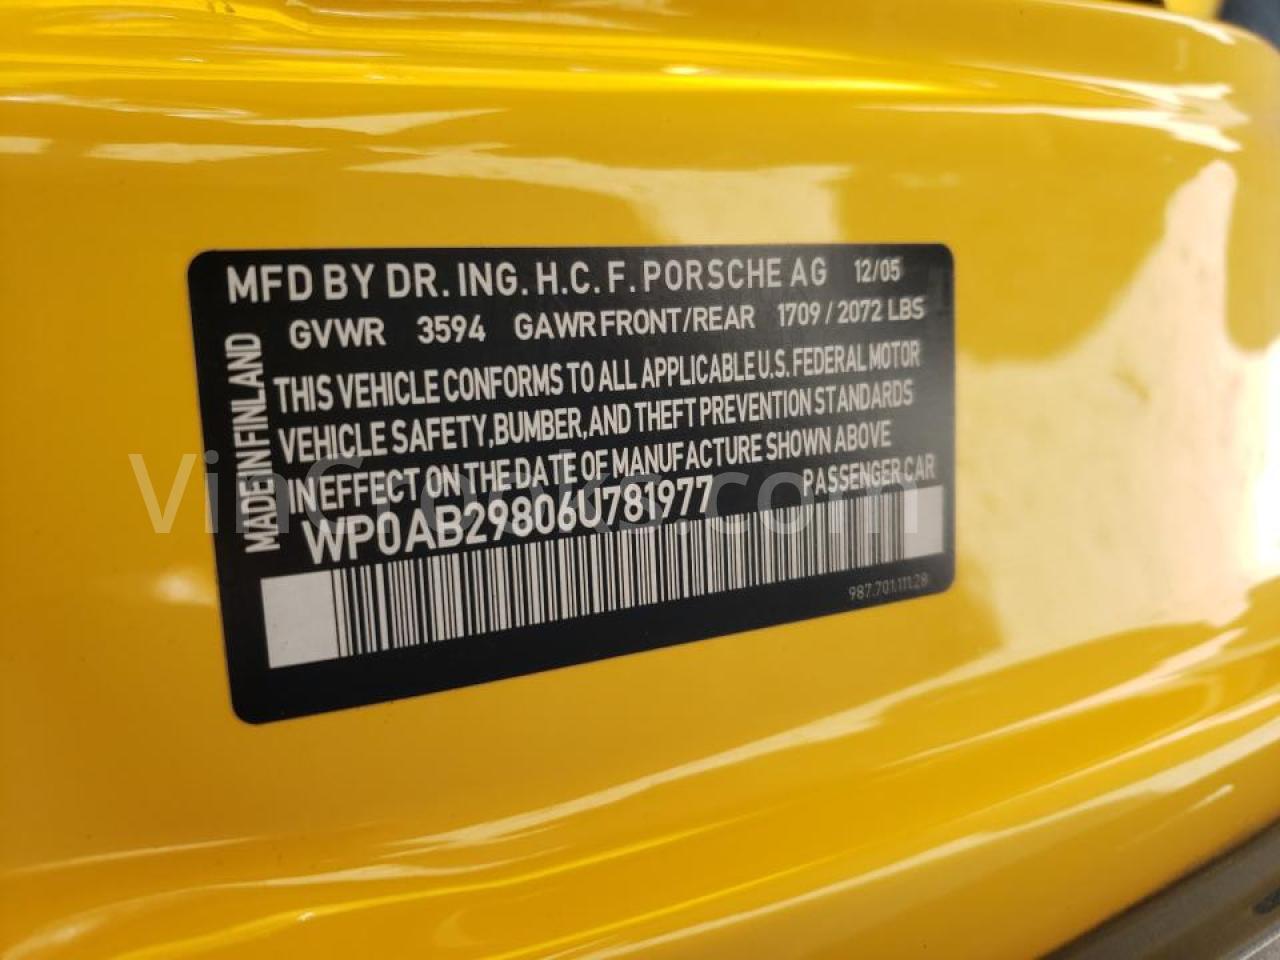 MFD BY DR. ING. H.C. F. PORSCHE AG 12/05
GVWR 3594 GAWR FRONT/REAR 1709 / 2072 LBS
MADE IN FINLAND
THIS VEHICLE CONFORMS TO ALL APPLICABLE U.S. FEDERAL MOTOR
VEHICLE SAFETY, BUMBER, AND THEFT PREVENTION STANDARDS
IN EFFECT ON THE DATE OF MANUFACTURE SHOWN ABOVE
WP0AB29806U781977 PASSENGER CAR
987.701.111.28